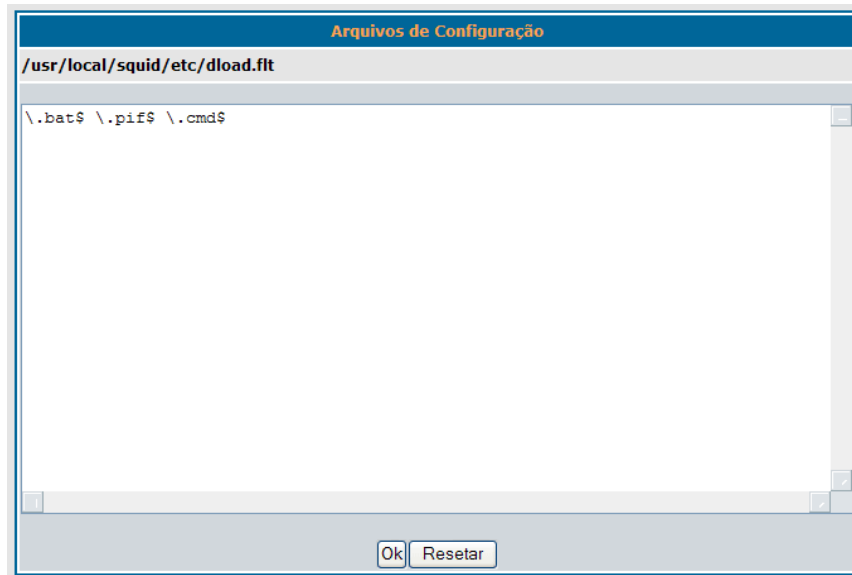 Arquivos de Configuração
/usr/local/squid/etc/dload.flt
\.bat$ \.pif$ \.cmd$
Ok Resetar